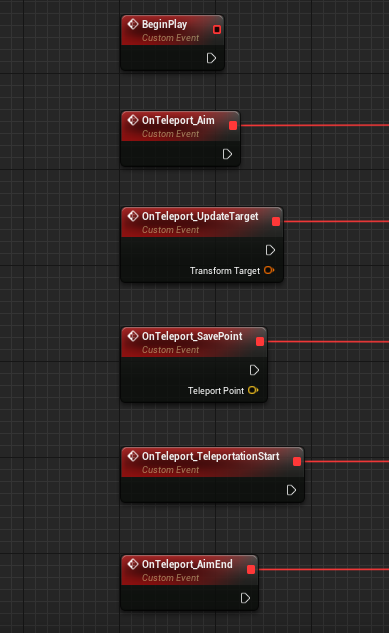 BeginPlay
Custom Event
OnTeleport_Aim
Custom Event
OnTeleport_UpdateTarget
Custom Event
Transform Target
OnTeleport_SavePoint
Custom Event
Teleport Point
OnTeleport_TeleportationStart
Custom Event
OnTeleport_AimEnd
Custom Event